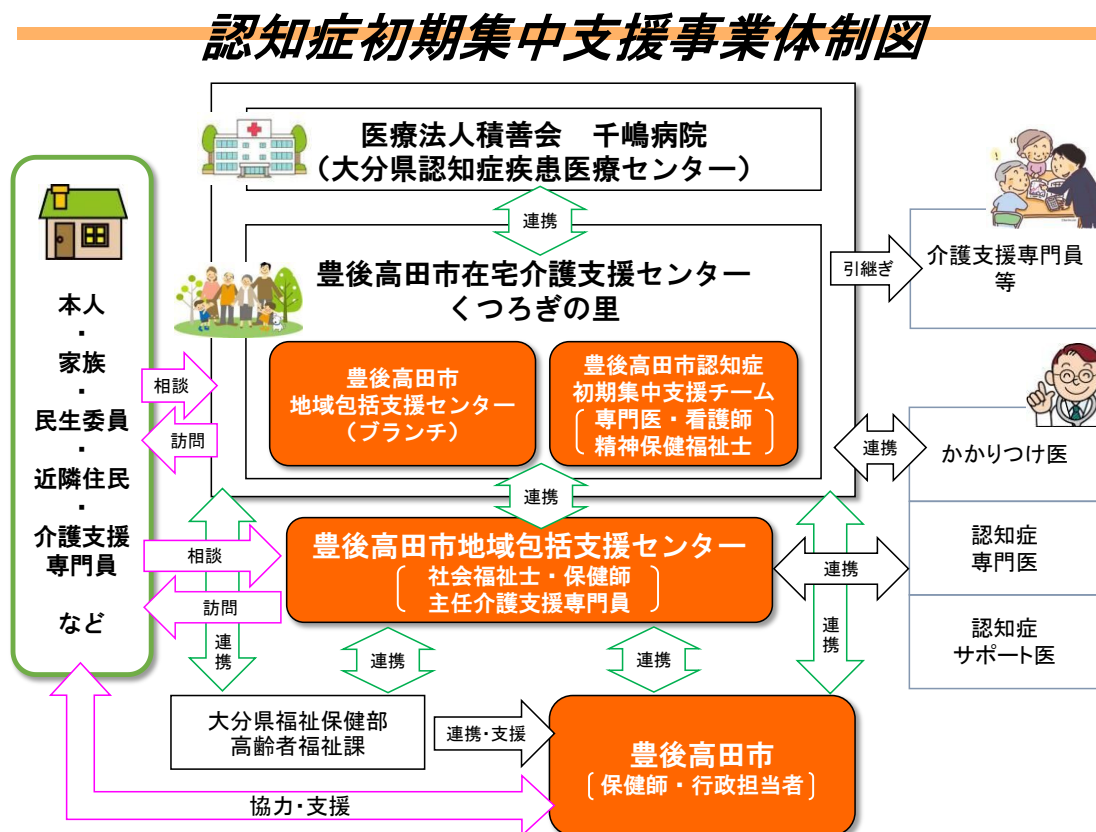 認知症初期集中支援事業体制図
医療法人積善会　千嶋病院
（大分県認知症疾患医療センター）
連携
豊後高田市在宅介護支援センター
くつろぎの里
豊後高田市
地域包括支援センター
（ブランチ）
豊後高田市認知症
初期集中支援チーム
専門医・看護師
精神保健福祉士
本人
・
家族
・
民生委員
・
近隣住民
・
介護支援
専門員
など
相談
訪問
引継ぎ
介護支援専門員
等
連携
かかりつけ医
認知症
専門医
認知症
サポート医
連携
豊後高田市地域包括支援センター
社会福祉士・保健師
主任介護支援専門員
相談
訪問
連携
連携
連携
連携
連携
大分県福祉保健部
高齢者福祉課
連携・支援
豊後高田市
保健師・行政担当者
協力・支援